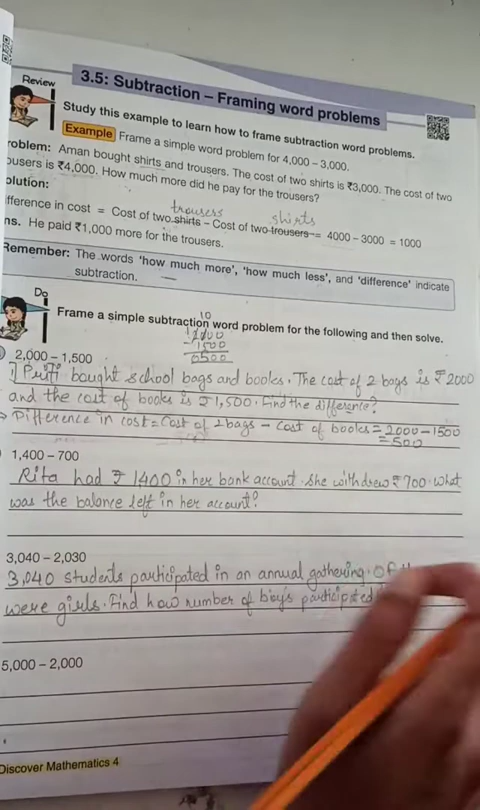 Review
3.5: Subtraction – Framing word problems
Study this example to learn how to frame subtraction word problems.
Example Frame a simple word problem for 4,000 – 3,000.
roblem: Aman bought shirts and trousers. The cost of two shirts is ₹3,000. The cost of two
ousers is ₹4,000. How much more did he pay for the trousers?
olution:
trousers shirts
ifference in cost = Cost of two shirts – Cost of two trousers = 4000 – 3000 = 1000
ns. He paid ₹1,000 more for the trousers.
Remember: The words 'how much more', 'how much less', and 'difference' indicate
subtraction.
Do
Frame a simple subtraction word problem for the following and then solve.
10
- 1500
0500
2,000 – 1,500
1) Priti bought school bags and books. The cost of 2 bags is ₹2000
and the cost of books is ₹1,500. Find the difference?
Difference in cost = Cost of 2 bags – Cost of books = 2000 – 1500
= 500
1,400 – 700
Rita had ₹ 1400 in her bank account. She withdrew ₹700. What
was the balance left in her account?
3,040 – 2,030
3,040 students participated in an annual gathering. Of
were girls. Find how number of boy's participated
5,000 – 2,000
Discover Mathematics 4